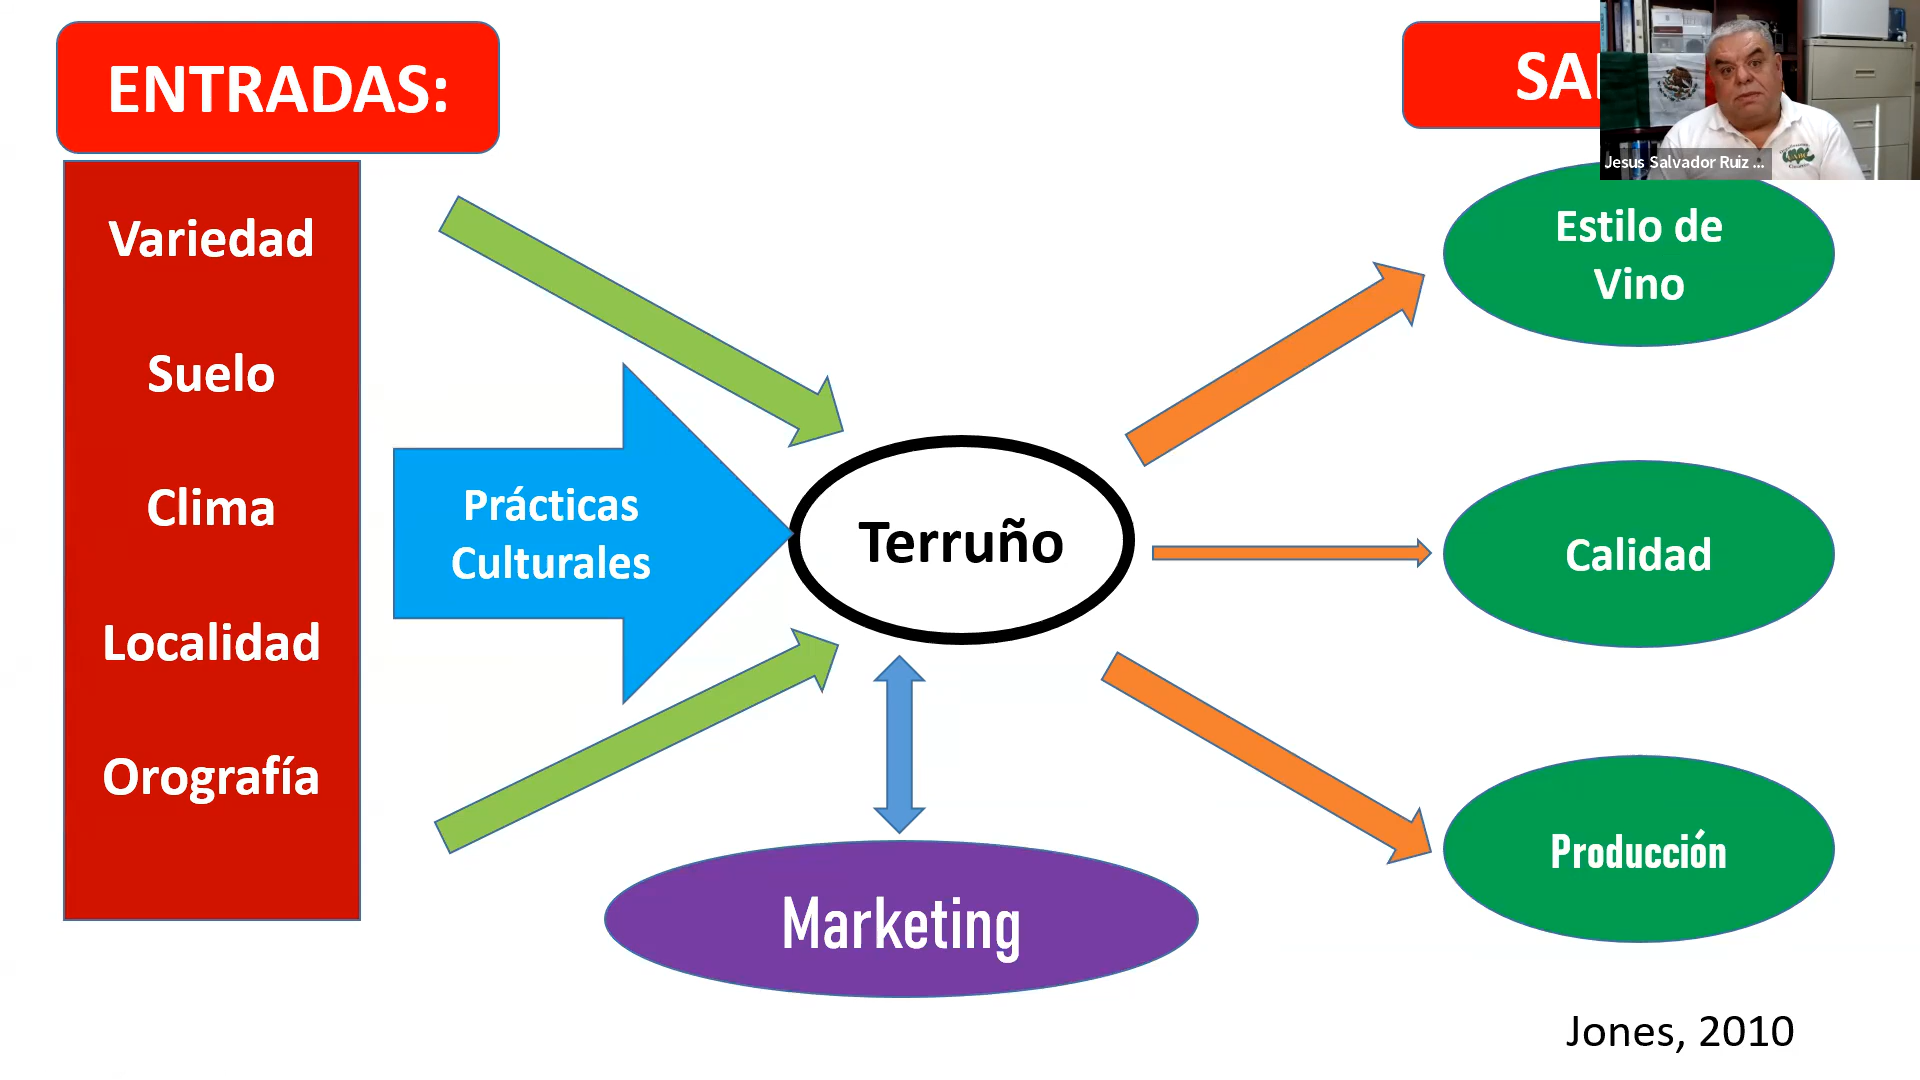 ENTRADAS:
Jesus Salvador Ruiz ...
Variedad
Suelo
Clima
Localidad
Orografía
Prácticas
Culturales
Terruño
Marketing
Estilo de
Vino
Calidad
Producción
Jones, 2010